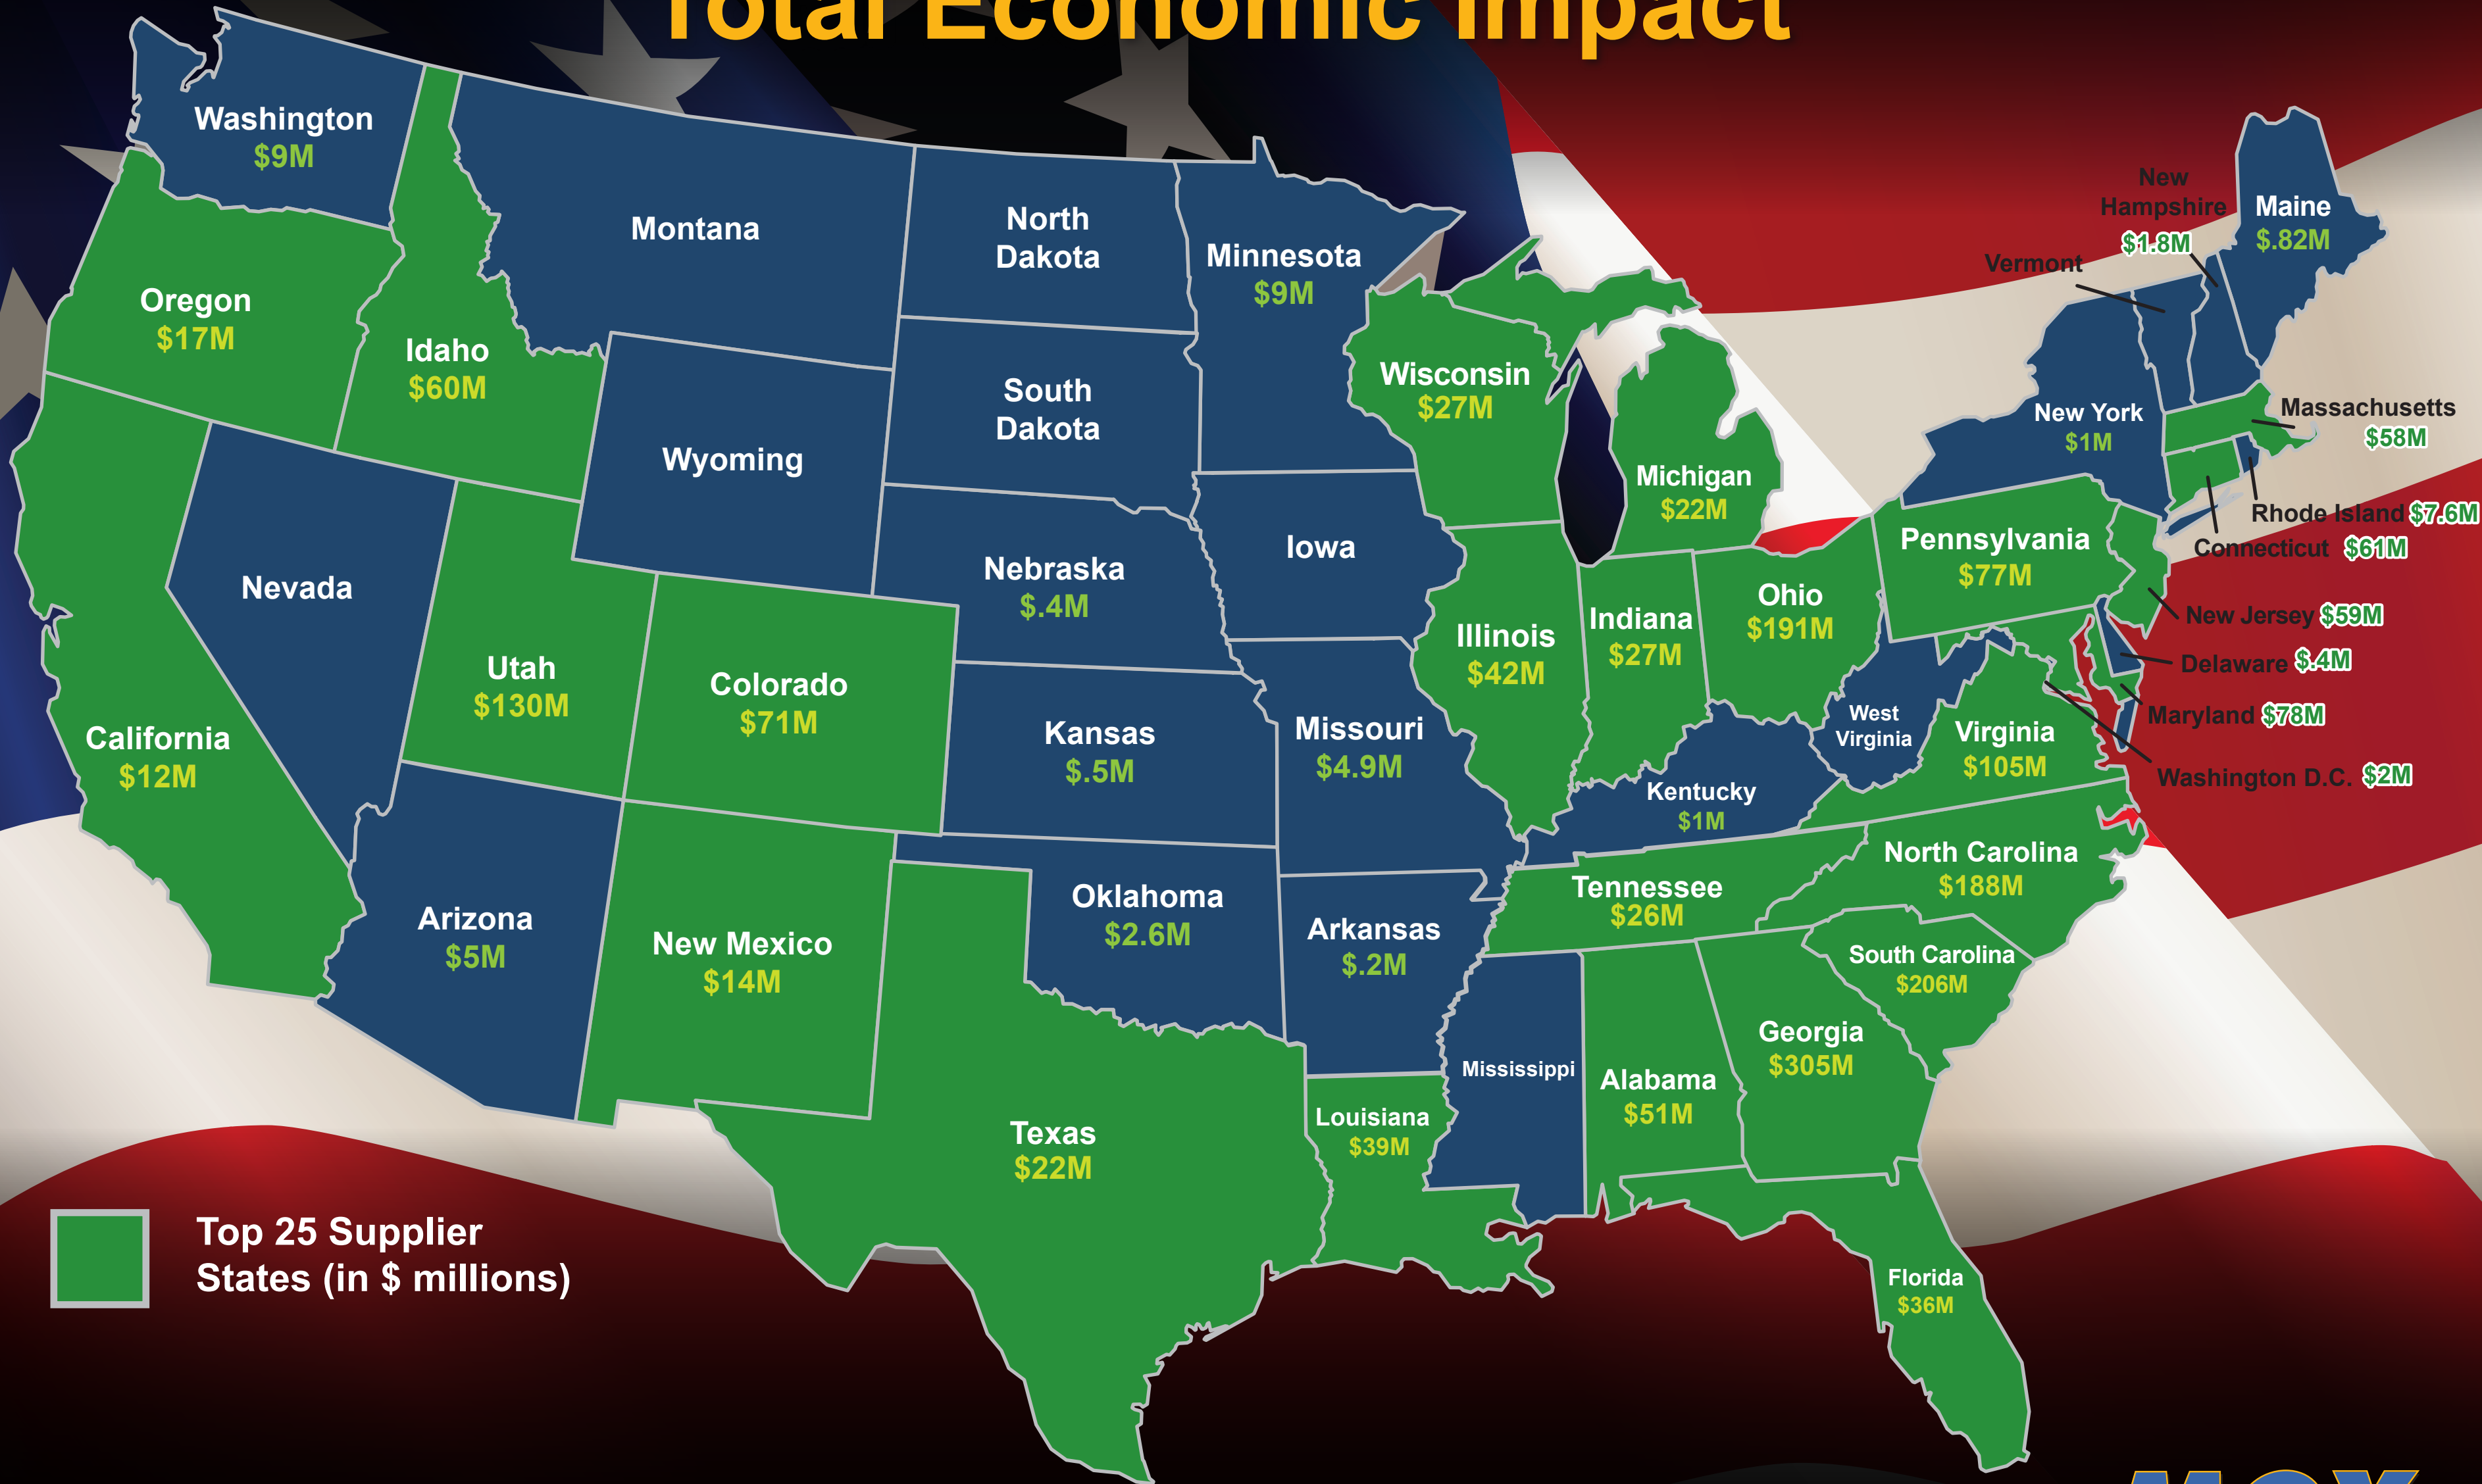 Total Economic Impact
Washington
$9M
Oregon
$17M
Idaho
$60M
Montana
North
Dakota
Minnesota
$9M
South
Dakota
Wyoming
Wisconsin
$27M
Michigan
$22M
New
Hampshire
$1.8M
Vermont
Maine
$.82M
New York
$1M
Massachusetts
$58M
Rhode Island $7.6M
Connecticut $61M
Pennsylvania
$77M
New Jersey $59M
Delaware $.4M
Maryland $78M
Washington D.C. $2M
Nevada
Utah
$130M
Colorado
$71M
California
$12M
Nebraska
$.4M
Iowa
Illinois
$42M
Indiana
$27M
Ohio
$191M
West
Virginia
Virginia
$105M
Kansas
$.5M
Missouri
$4.9M
Kentucky
$1M
North Carolina
$188M
Tennessee
$26M
South Carolina
$206M
Georgia
$305M
Arizona
$5M
New Mexico
$14M
Oklahoma
$2.6M
Arkansas
$.2M
Mississippi
Alabama
$51M
Louisiana
$39M
Texas
$22M
Florida
$36M
Top 25 Supplier
States (in $ millions)